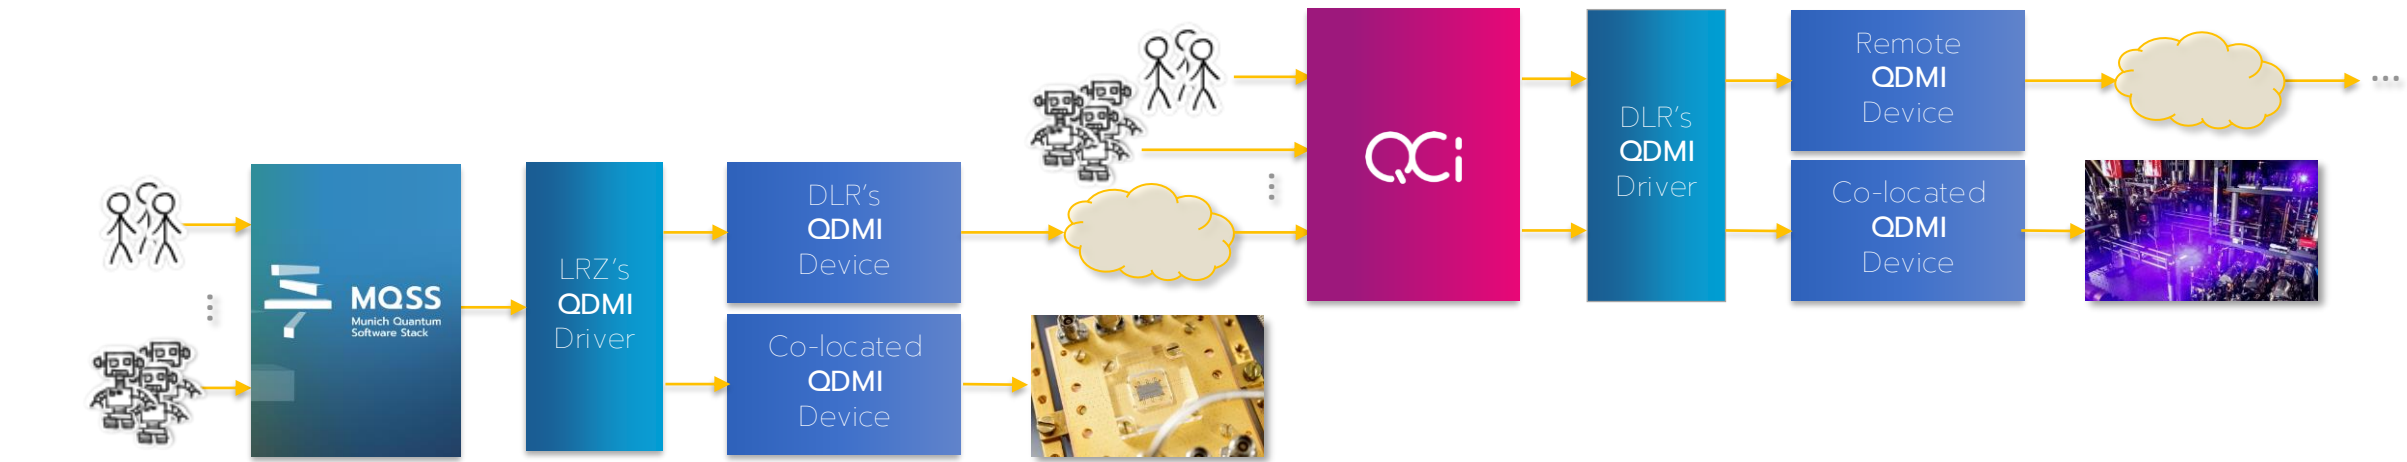 MQSS
Munich Quantum
Software Stack
LRZ's
QDMI
Driver
DLR's
QDMI
Device
Co-located
QDMI
Device
QCi
DLR's
QDMI
Driver
Remote
QDMI
Device
Co-located
QDMI
Device
...